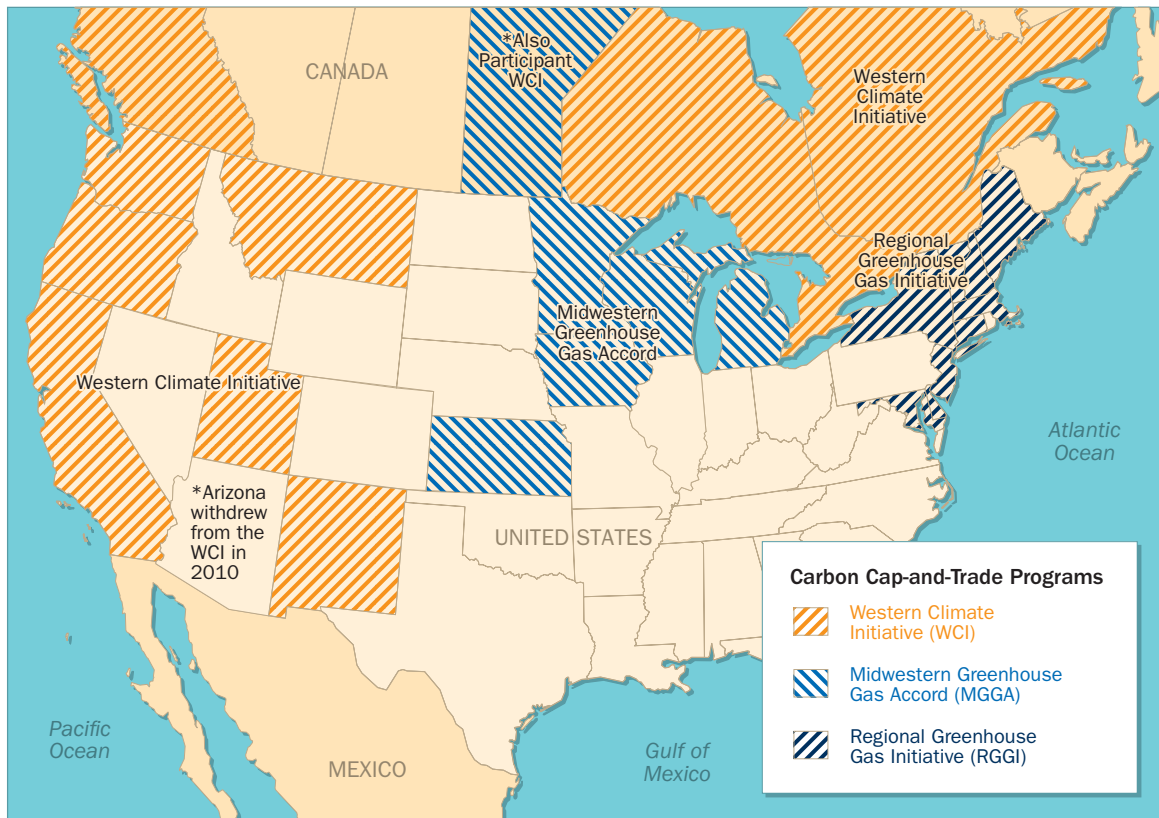 *Also
Participant
WCI
CANADA
Western
Climate
Initiative
Regional
Greenhouse
Gas Initiative
Midwestern
Greenhouse
Gas Accord
Western Climate Initiative
Atlantic
Ocean
*Arizona
withdrew
from the
WCI in
2010
UNITED STATES
Carbon Cap-and-Trade Programs
Western Climate
Initiative (WCI)
Midwestern Greenhouse
Gas Accord (MGGA)
Regional Greenhouse
Gas Initiative (RGGI)
Pacific
Ocean
MEXICO
Gulf of
Mexico